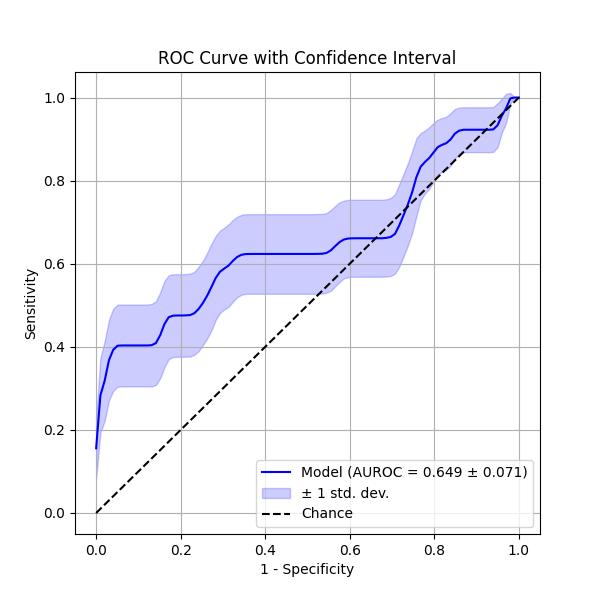 ROC Curve with Confidence Interval
1.0
0.8
0.6
0.4
0.2
0.0
Sensitivity
Model (AUROC = 0.649 ± 0.071)
± 1 std. dev.
Chance
0.0 0.2 0.4 0.6 0.8 1.0
1 - Specificity